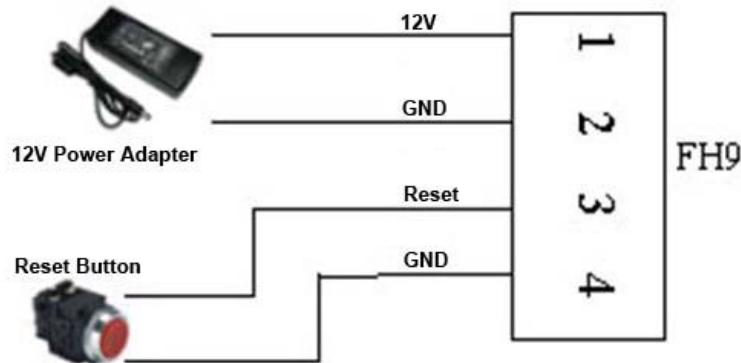 12V
1
GND
2
12V Power Adapter
FH9
Reset
3
Reset Button
GND
4